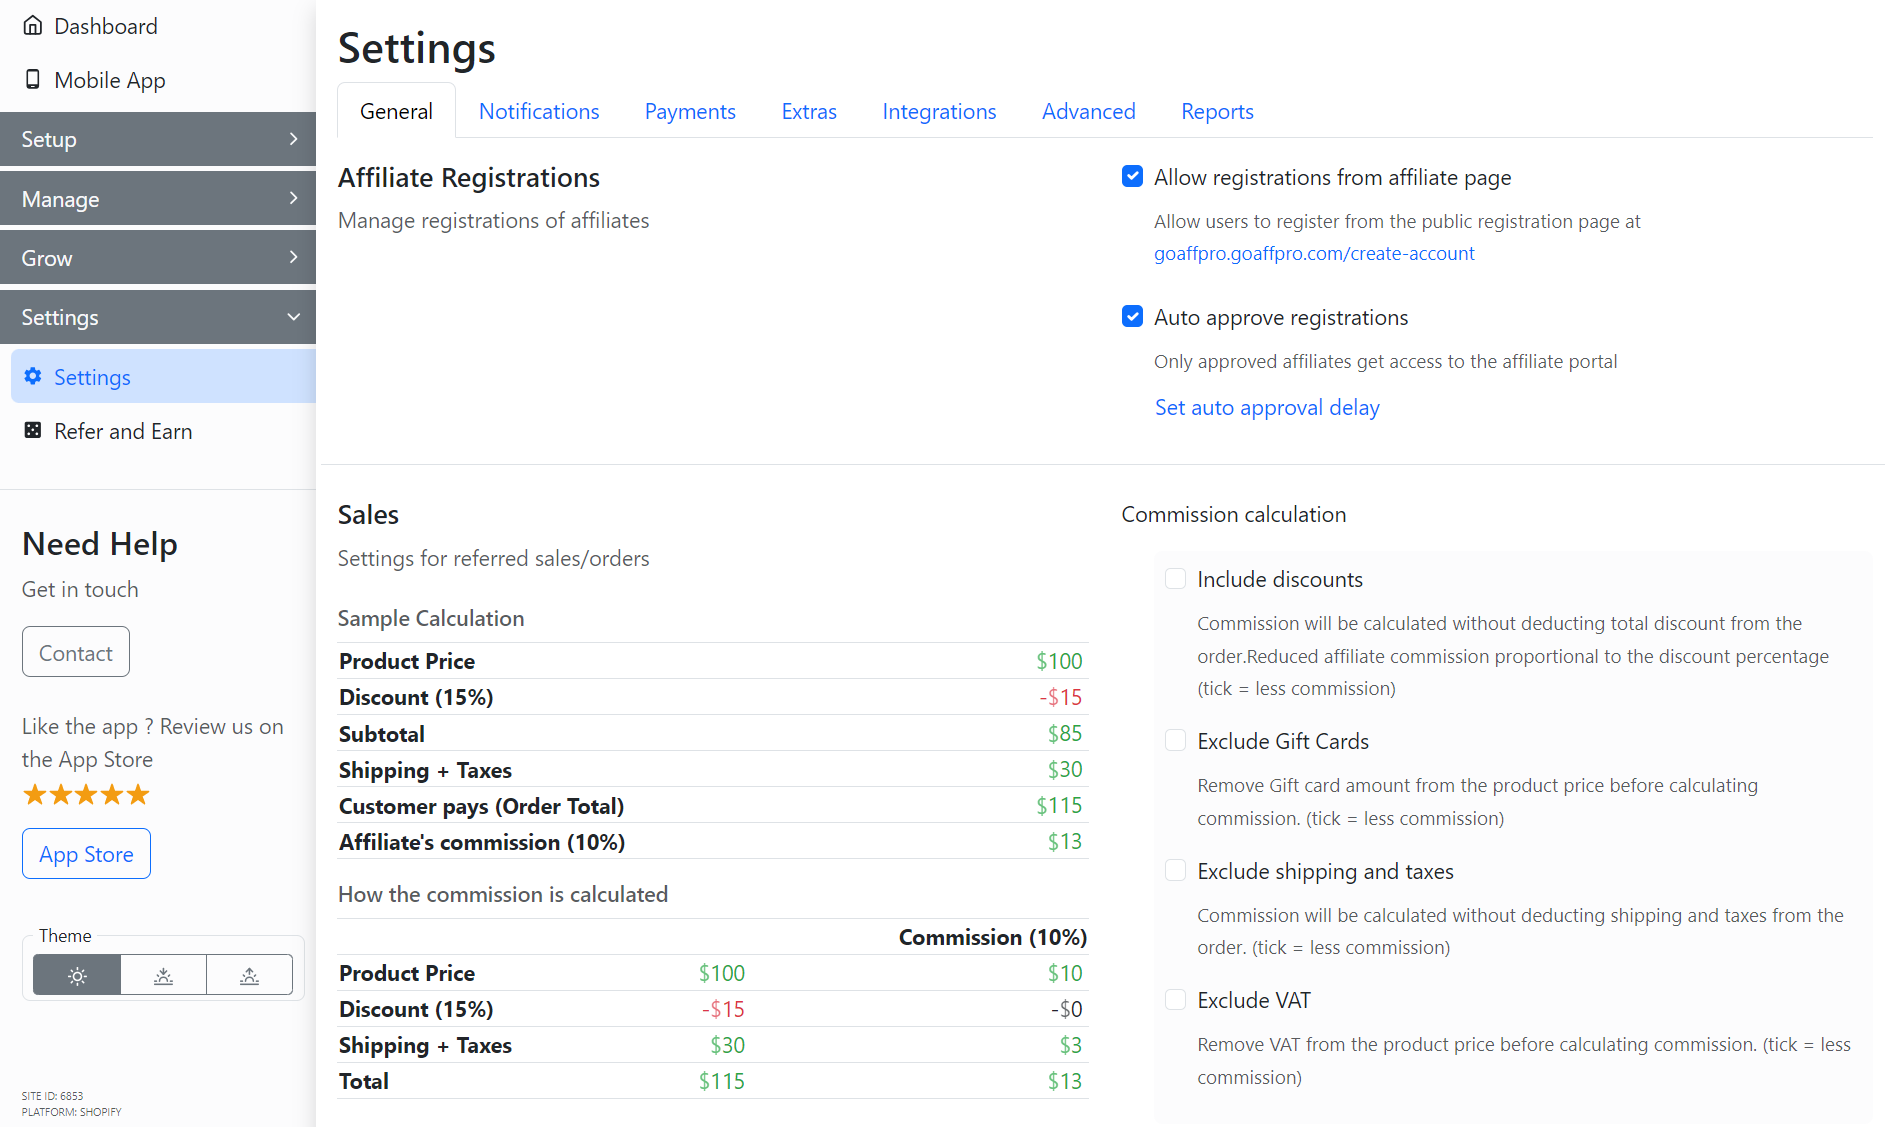 Dashboard
Mobile App
Setup
Manage
Grow
Settings
Settings
Refer and Earn
Need Help
Get in touch
Contact
Like the app ? Review us on
the App Store
App Store
Theme
SITE ID: 6853
PLATFORM: SHOPIFY
Settings
General Notifications Payments Extras Integrations Advanced Reports
Affiliate Registrations
Manage registrations of affiliates
Allow registrations from affiliate page
Allow users to register from the public registration page at
goaffpro.goaffpro.com/create-account
Auto approve registrations
Only approved affiliates get access to the affiliate portal
Set auto approval delay
Sales
Settings for referred sales/orders
Sample Calculation
Product Price $100
Discount (15%) -$15
Subtotal $85
Shipping + Taxes $30
Customer pays (Order Total) $115
Affiliate's commission (10%) $13
How the commission is calculated
Commission (10%)
Product Price $100 $10
Discount (15%) -$15 -$0
Shipping + Taxes $30 $3
Total $115 $13
Commission calculation
Include discounts
Commission will be calculated without deducting total discount from the
order.Reduced affiliate commission proportional to the discount percentage
(tick = less commission)
Exclude Gift Cards
Remove Gift card amount from the product price before calculating
commission. (tick = less commission)
Exclude shipping and taxes
Commission will be calculated without deducting shipping and taxes from the
order. (tick = less commission)
Exclude VAT
Remove VAT from the product price before calculating commission. (tick = less
commission)